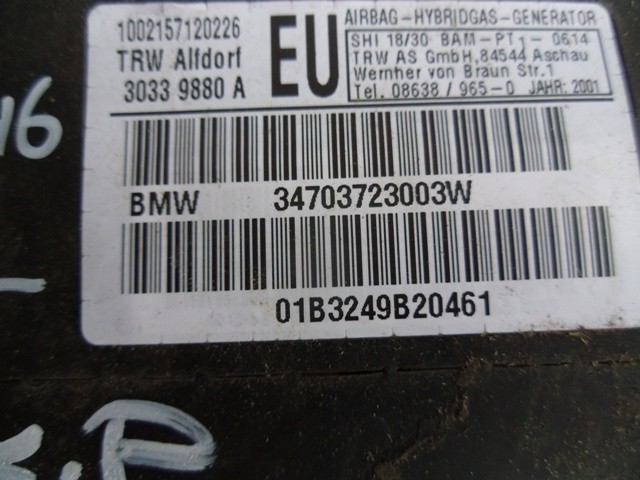 1002157120226
TRW Alfdorf
3033 9880 A
EU
AIRBAG-HYBRIDGAS-GENERATOR
SHI 18/30 BAM-PT1-0614
TRW AS GmbH,84544 Aschau
Wernher von Braun Str.1
Tel. 08638 / 965-0 JAHR: 2001
BMW 34703723003W
01B3249B20461